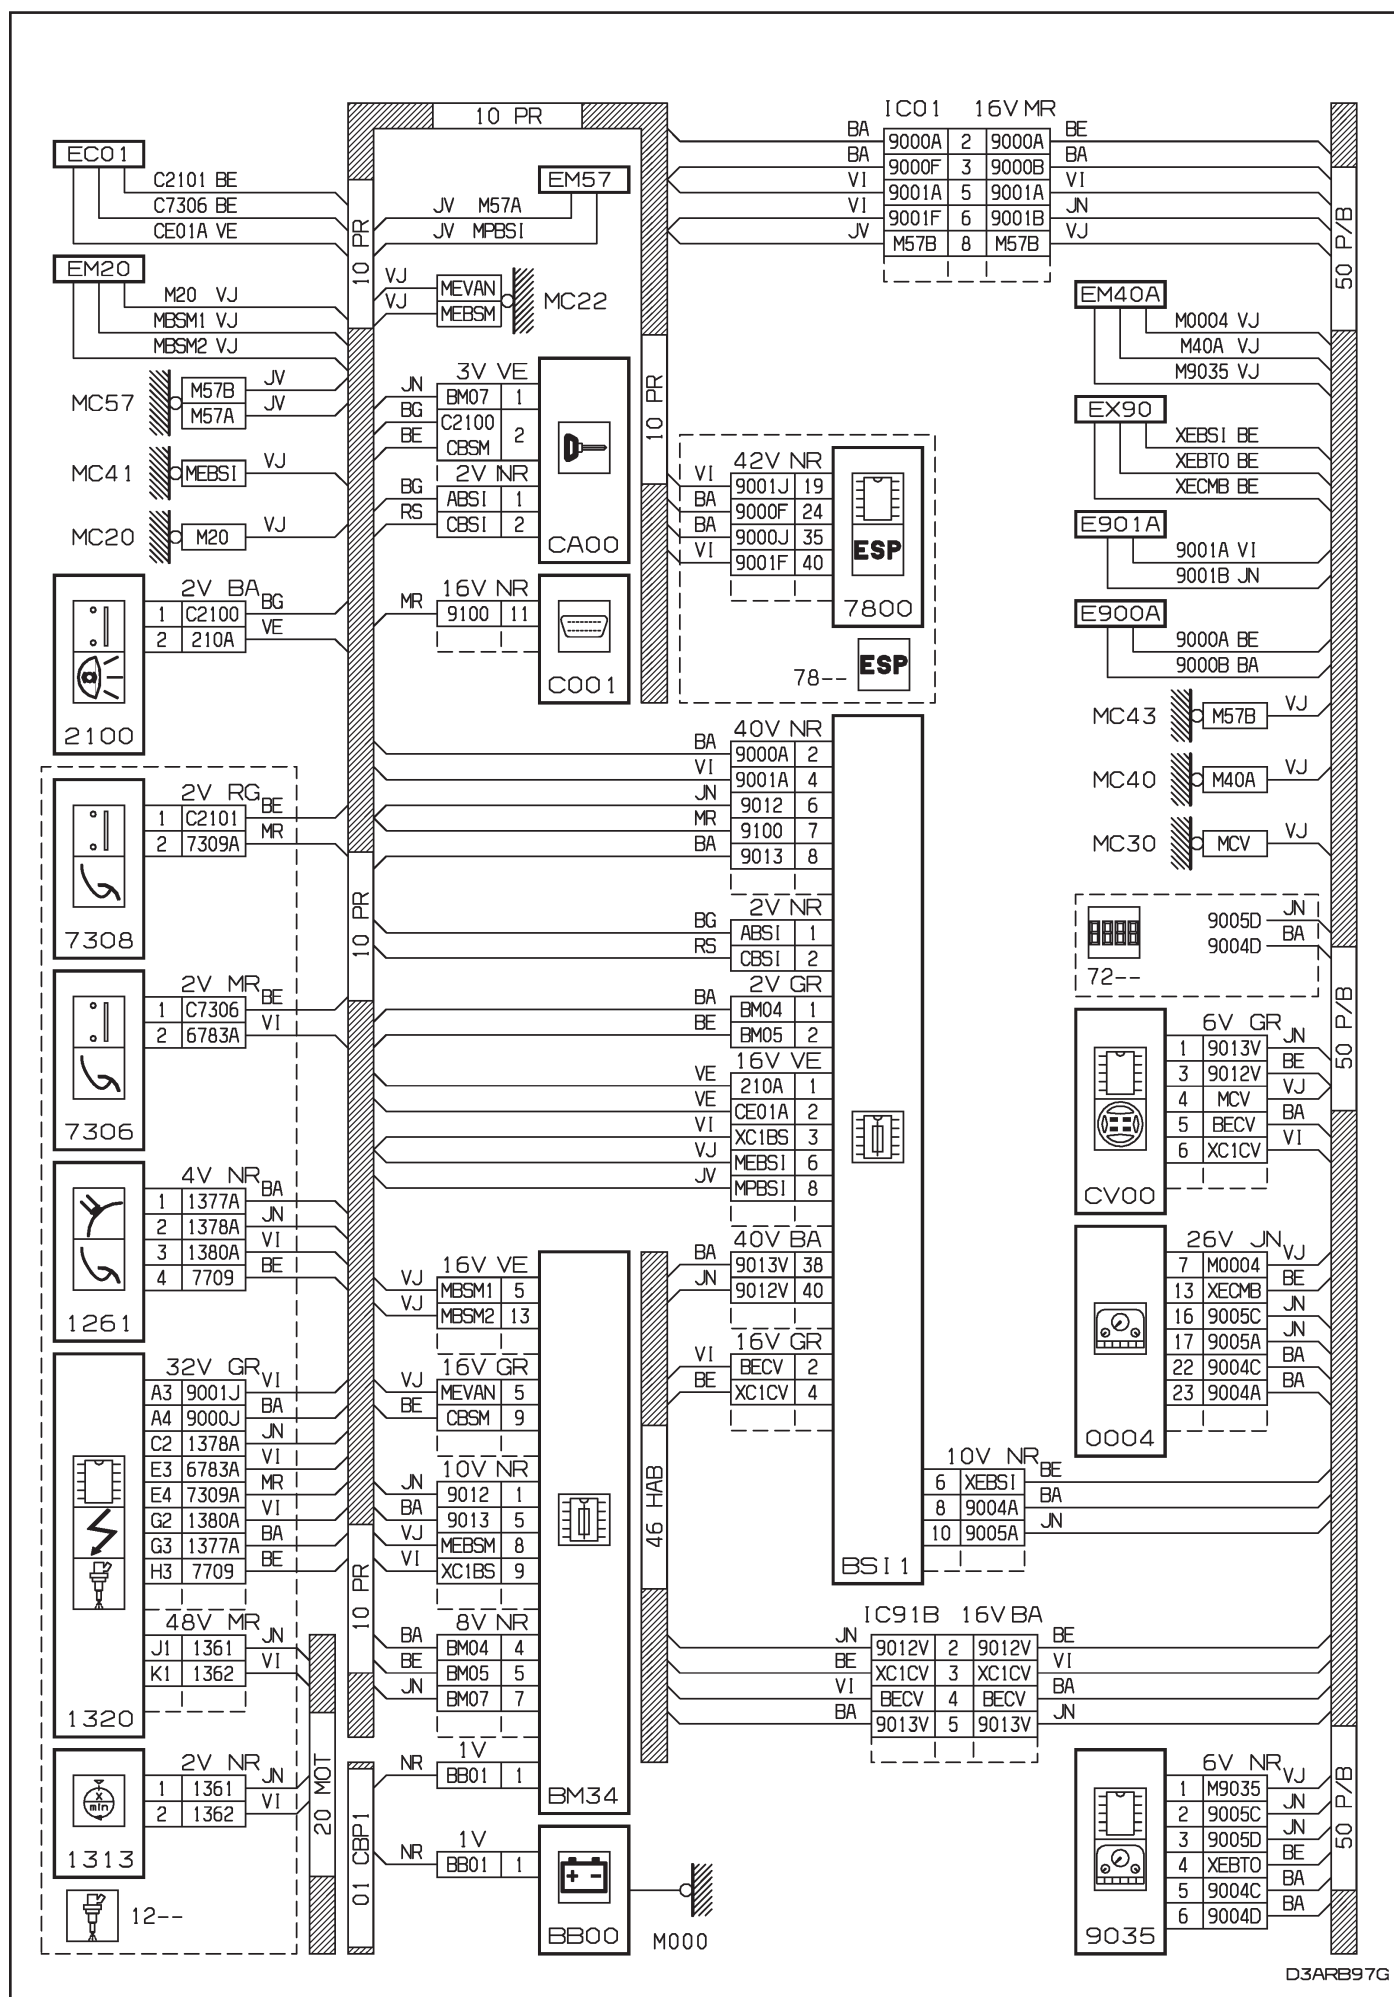 10 PR
IC01 16V MR
BA 9000A 2 9000A BE
BA 9000F 3 9000B BA
VI 9001A 5 9001A VI
VI 9001F 6 9001B JN
JV M57B 8 M57B VJ
EC01
C2101 BE
C7306 BE
CE01A VE
EM57
JV M57A
JV MPBSI
10 PR
50 P/B
EM20
M20 VJ
MBSM1 VJ
MBSM2 VJ
VJ MEVAN
VJ MEBSM
MC22
EM40A
M0004 VJ
M40A VJ
M9035 VJ
MC57
M57B JV
M57A JV
MC41
MEBSI VJ
MC20
M20 VJ
3V VE
JN BM07 1
BG C2100
BE CBSM 2
2V NR
BG ABSI 1
RS CBSI 2
CA00
10 PR
42V NR
VI 9001J 19
BA 9000F 24
BA 9000J 35
VI 9001F 40
ESP
7800
78-- ESP
EX90
XEBSI BE
XEBTO BE
XECMB BE
E901A
9001A VI
9001B JN
E900A
9000A BE
9000B BA
2V BA
1 C2100 BG
2 210A VE
2100
16V NR
MR 9100 11
C001
MC43
M57B VJ
MC40
M40A VJ
MC30
MCV VJ
2V RG
1 C2101 BE
2 7309A MR
7308
40V NR
BA 9000A 2
VI 9001A 4
JN 9012 6
MR 9100 7
BA 9013 8
10 PR
2V NR
BG ABSI 1
RS CBSI 2
9005D JN
9004D BA
72--
2V MR
1 C7306 BE
2 6783A VI
7306
2V GR
BA BM04 1
BE BM05 2
16V VE
VE 210A 1
VE CE01A 2
VI XC1BS 3
VJ MEBSI 6
JV MPBSI 8
50 P/B
6V GR
1 9013V JN
3 9012V BE
4 MCV VJ
5 BECV BA
6 XC1CV VI
CV00
4V NR
1 1377A BA
2 1378A JN
3 1380A VI
4 7709 BE
1261
16V VE
VJ MBSM1 5
VJ MBSM2 13
40V BA
BA 9013V 38
JN 9012V 40
16V GR
VI BECV 2
BE XC1CV 4
26V JN
7 M0004 VJ
13 XECMB BE
16 9005C JN
17 9005A JN
22 9004C BA
23 9004A BA
0004
32V GR
A3 9001J VI
A4 9000J BA
C2 1378A JN
E3 6783A VI
E4 7309A MR
G2 1380A VI
G3 1377A BA
H3 7709 BE
48V MR
J1 1361 JN
K1 1362 VI
1320
16V GR
VJ MEVAN 5
BE CBSM 9
10V NR
JN 9012 1
BA 9013 5
VJ MEBSM 8
VI XC1BS 9
10 PR
8V NR
BA BM04 4
BE BM05 5
JN BM07 7
1V
NR BB01 1
BM34
46 HAB
10V NR
6 XEBSI BE
8 9004A BA
10 9005A JN
BSI1
IC91B 16V BA
JN 9012V 2 9012V BE
BE XC1CV 3 XC1CV VI
VI BECV 4 BECV BA
BA 9013V 5 9013V JN
2V NR
1 1361 JN
2 1362 VI
1313
12--
20 MOT
01 CBP1
1V
NR BB01 1
BB00
M000
6V NR
1 M9035 VJ
2 9005C JN
3 9005D JN
4 XEBTO BE
5 9004C BA
6 9004D BA
9035
50 P/B
D3ARB97G